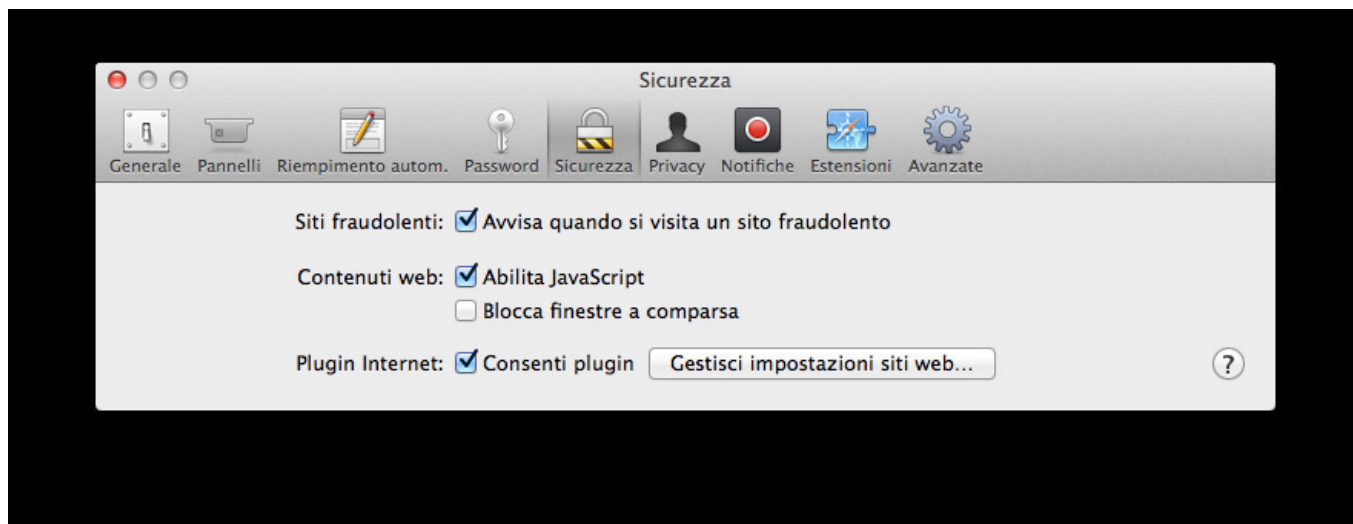 Sicurezza
Generale Pannelli Riempimento autom. Password Sicurezza Privacy Notifiche Estensioni Avanzate
Siti fraudolenti: Avvisa quando si visita un sito fraudolento
Contenuti web: Abilita JavaScript
Blocca finestre a comparsa
Plugin Internet: Consenti plugin Gestisci impostazioni siti web... ?